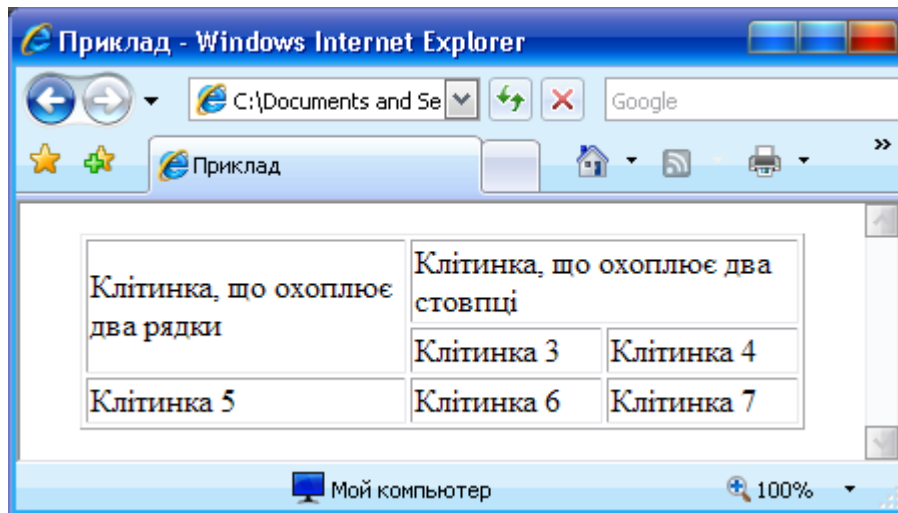 Приклад - Windows Internet Explorer
C:\Documents and Se
Google
Приклад
»
Клітинка, що охоплює
два рядки
Клітинка, що охоплює два
стовпці
Клітинка 3
Клітинка 4
Клітинка 5
Клітинка 6
Клітинка 7
Мой компьютер
100%